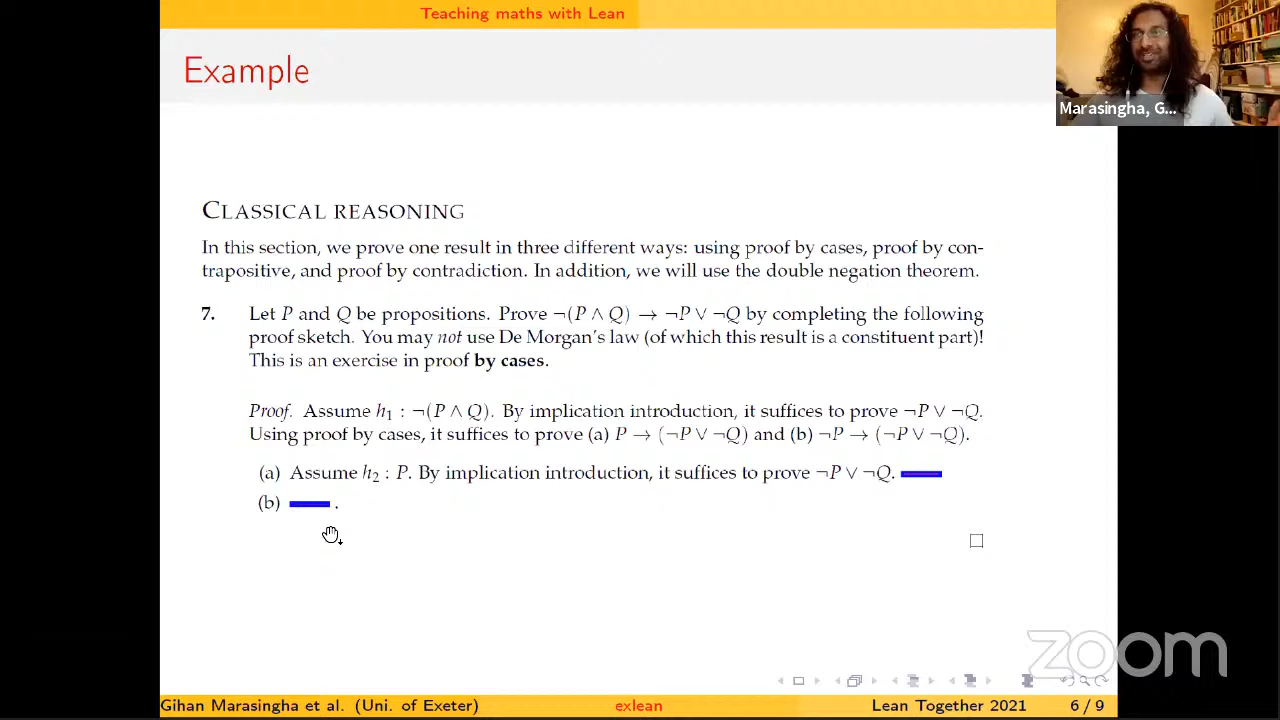 Teaching maths with Lean
Example
Marasingha, G...
CLASSICAL REASONING
In this section, we prove one result in three different ways: using proof by cases, proof by con-
trapositive, and proof by contradiction. In addition, we will use the double negation theorem.
7. Let P and Q be propositions. Prove ¬(P ∧ Q) → ¬P ∨ ¬Q by completing the following
proof sketch. You may not use De Morgan's law (of which this result is a constituent part)!
This is an exercise in proof by cases.
Proof. Assume h₁ : ¬(P ∧ Q). By implication introduction, it suffices to prove ¬P ∨ ¬Q.
Using proof by cases, it suffices to prove (a) P → (¬P ∨ ¬Q) and (b) ¬P → (¬P ∨ ¬Q).
(a) Assume h₂ : P. By implication introduction, it suffices to prove ¬P ∨ ¬Q.
(b) .
□
zoom
Gihan Marasingha et al. (Uni. of Exeter) exlean Lean Together 2021 6 / 9